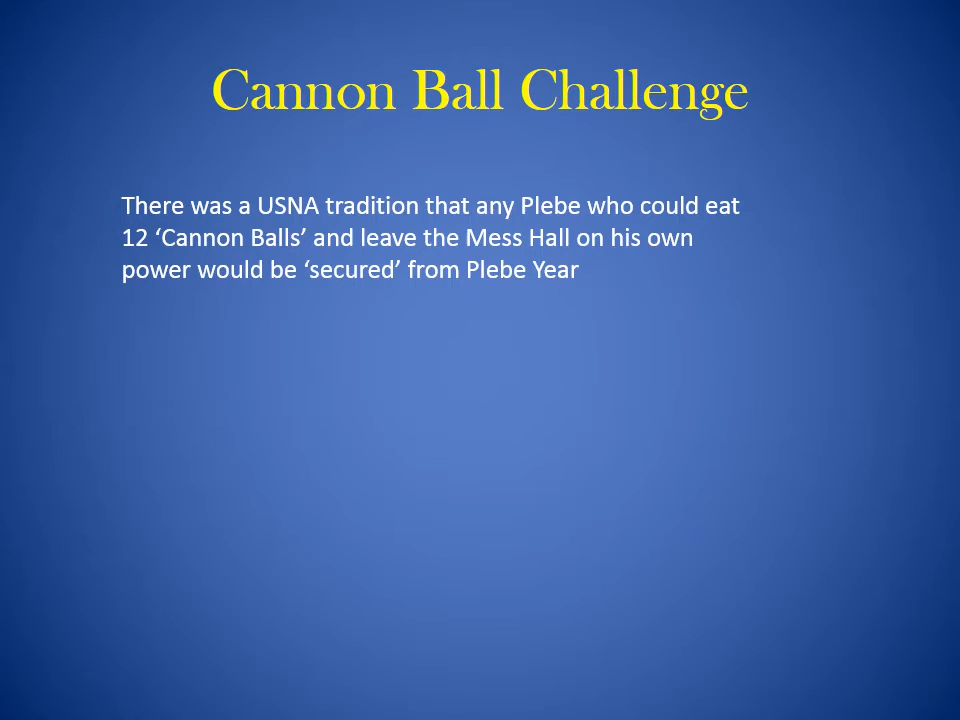 Cannon Ball Challenge
There was a USNA tradition that any Plebe who could eat
12 ‘Cannon Balls’ and leave the Mess Hall on his own
power would be ‘secured’ from Plebe Year